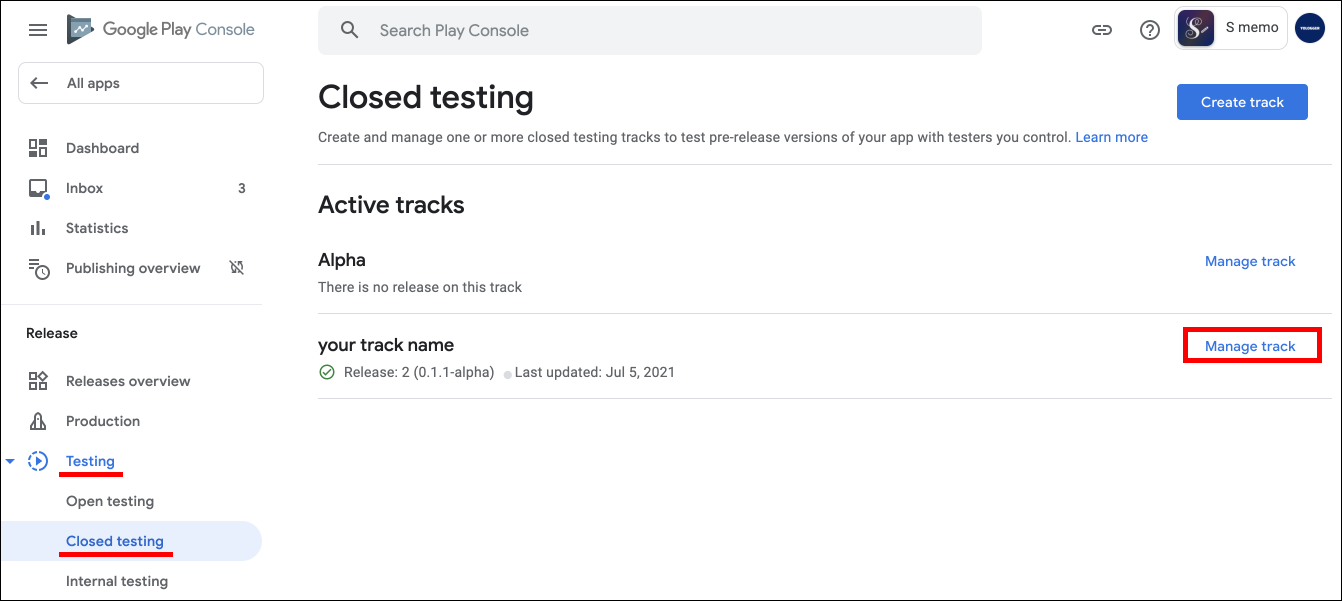 Google Play Console
Search Play Console
S memo
All apps
Dashboard
Inbox 3
Statistics
Publishing overview
Release
Releases overview
Production
Testing
Open testing
Closed testing
Internal testing
Closed testing
Create track
Create and manage one or more closed testing tracks to test pre-release versions of your app with testers you control. Learn more
Active tracks
Alpha
Manage track
There is no release on this track
your track name
Manage track
Release: 2 (0.1.1-alpha) Last updated: Jul 5, 2021